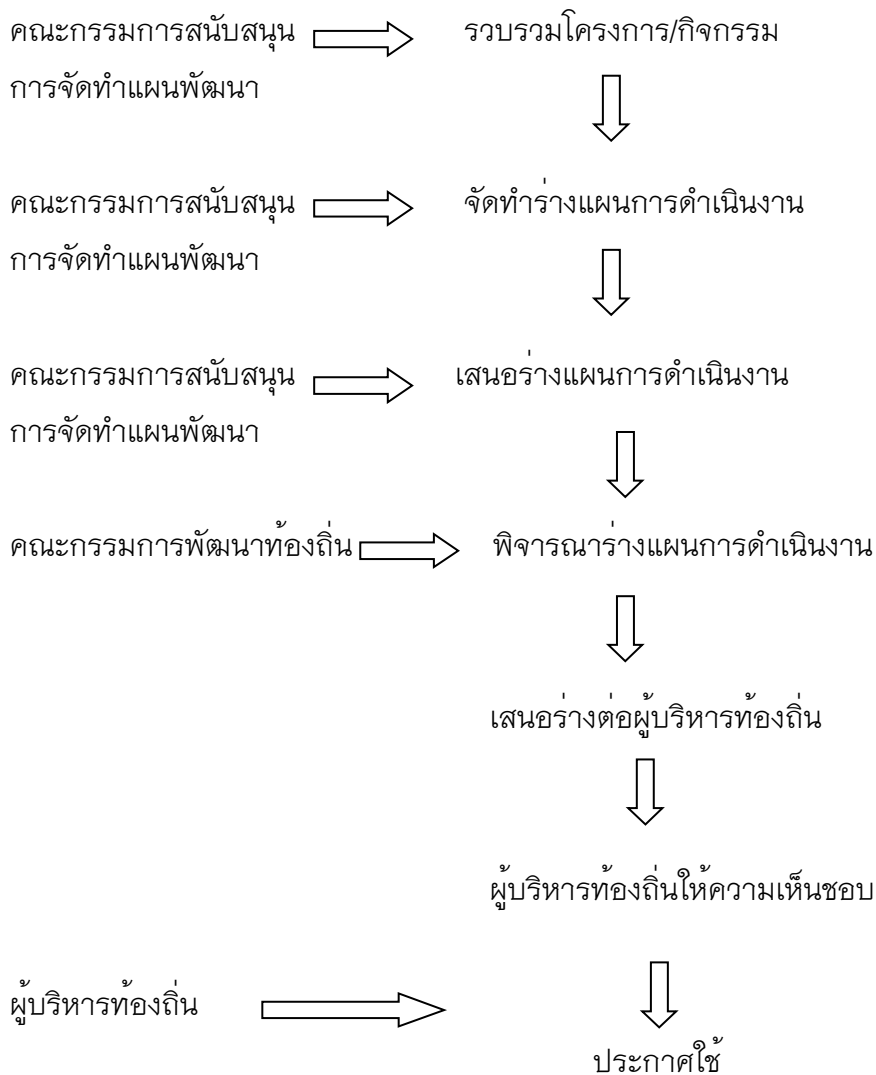 คณะกรรมการสนับสนุน รวบรวมโครงการ/กิจกรรม
การจัดทำแผนพัฒนา
คณะกรรมการสนับสนุน จัดทำร่างแผนการดำเนินงาน
การจัดทำแผนพัฒนา
คณะกรรมการสนับสนุน เสนอร่างแผนการดำเนินงาน
การจัดทำแผนพัฒนา
คณะกรรมการพัฒนาท้องถิ่น พิจารณาร่างแผนการดำเนินงาน
เสนอร่างต่อผู้บริหารท้องถิ่น
ผู้บริหารท้องถิ่นให้ความเห็นชอบ
ผู้บริหารท้องถิ่น
ประกาศใช้